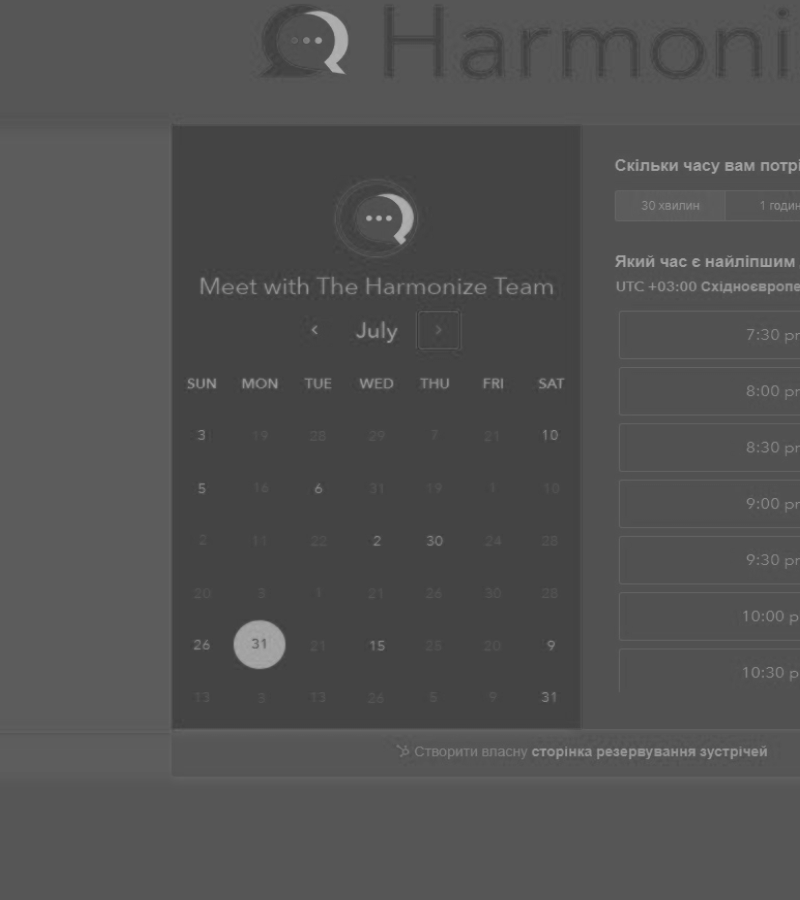 Harmoni
Meet with The Harmonize Team
July
SUN MON TUE WED THU FRI SAT
3 19 28 29 7 21 10
5 16 6 31 19 1 10
2 11 22 2 30 24 28
20 3 1 21 26 30 28
26 31 21 15 25 20 9
13 8 13 26 5 9 31
Скільки часу вам потрі
30 хвилин 1 годин
Який час є найліпшим
UTC +03:00 Східноєвропе
7:30 pr
8:00 pr
8:30 pr
9:00 pr
9:30 pr
10:00 p
10:30 p
Створити власну сторінка резервування зустрічей